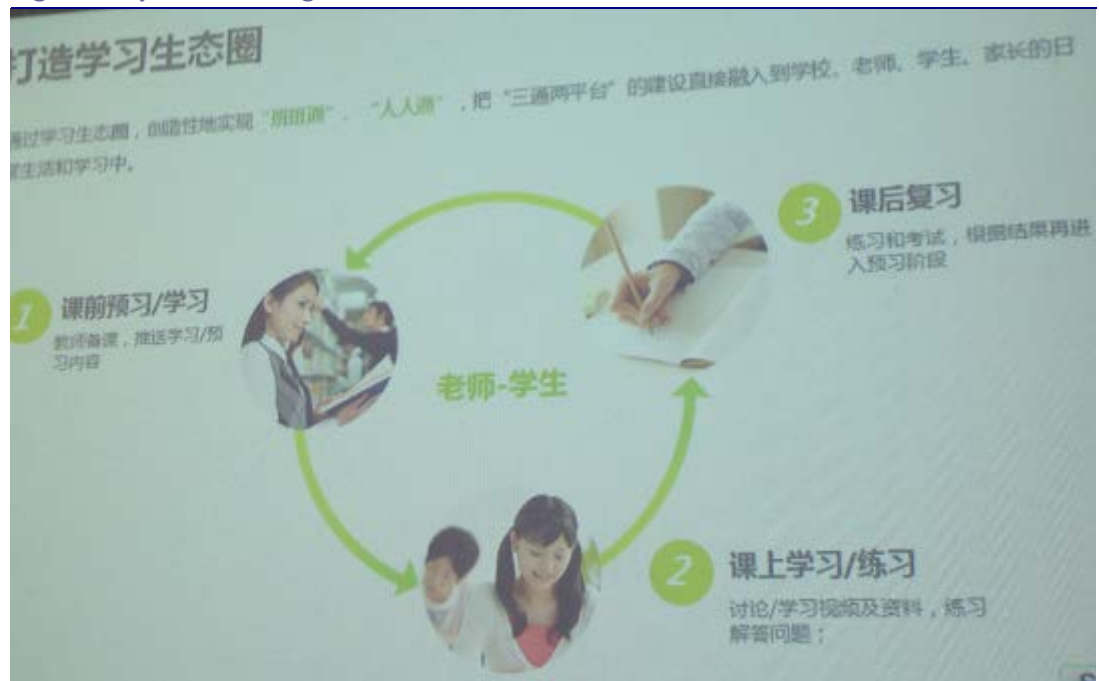 打造学习生态圈
通过学习生态圈，创造性地实现“班班通”、“人人通”，把“三通两平台”的建设直接融入到学校、老师、学生、家长的日
常生活和学习中。
3
课后复习
练习和考试，根据结果再进
入预习阶段
1
课前预习/学习
教师备课，推送学习/预
习内容
老师-学生
2
课上学习/练习
讨论/学习视频及资料，练习
解答问题；